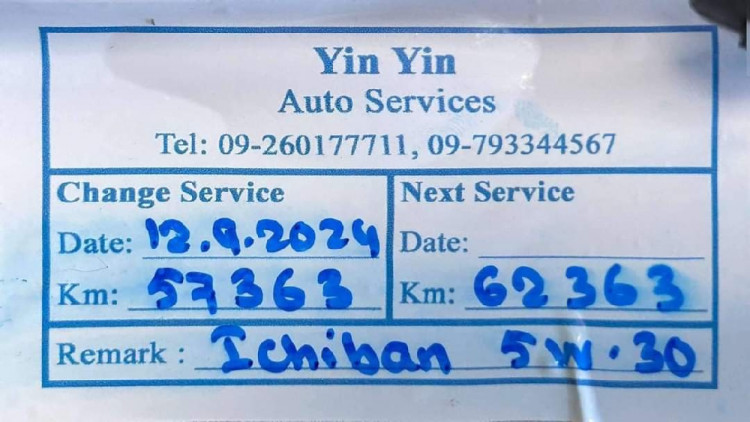 Yin Yin
Auto Services
Tel: 09-260177711, 09-793344567
Change Service
Date: 12.9.2024
Km: 57363
Next Service
Date:
Km: 62363
Remark : Ichiban 5W.30